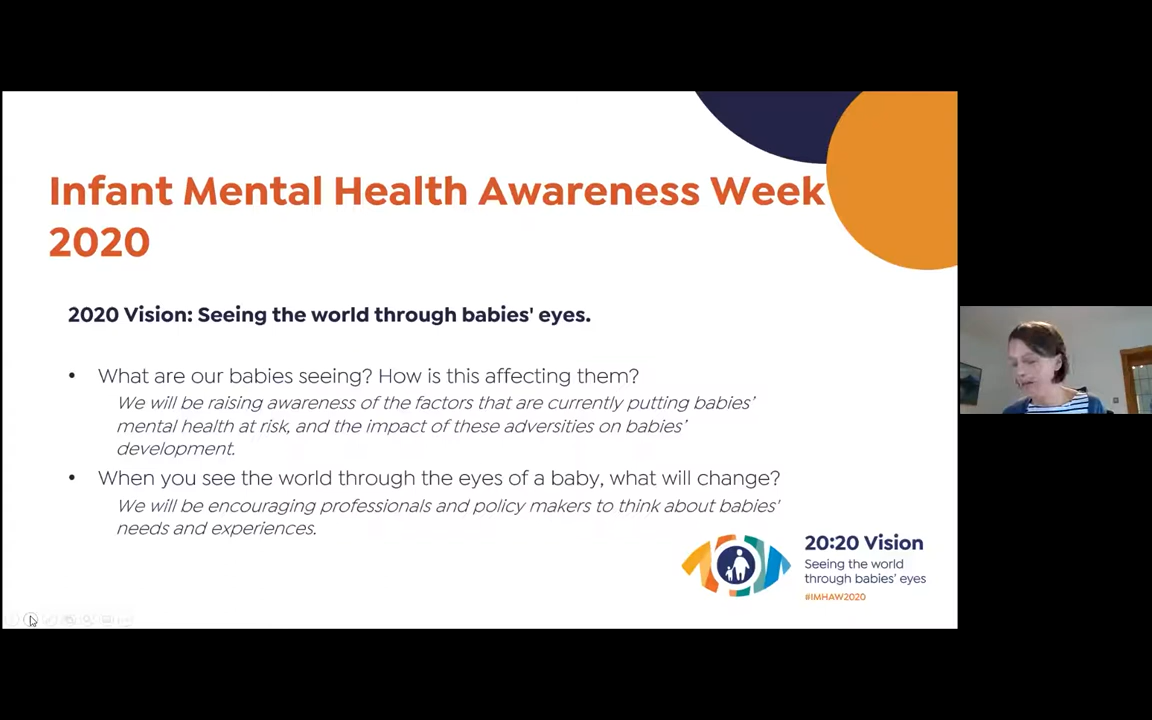 Infant Mental Health Awareness Week
2020
2020 Vision: Seeing the world through babies' eyes.
• What are our babies seeing? How is this affecting them?
We will be raising awareness of the factors that are currently putting babies'
mental health at risk, and the impact of these adversities on babies'
development.
• When you see the world through the eyes of a baby, what will change?
We will be encouraging professionals and policy makers to think about babies'
needs and experiences.
20:20 Vision
Seeing the world
through babies' eyes
#IMHAW2020